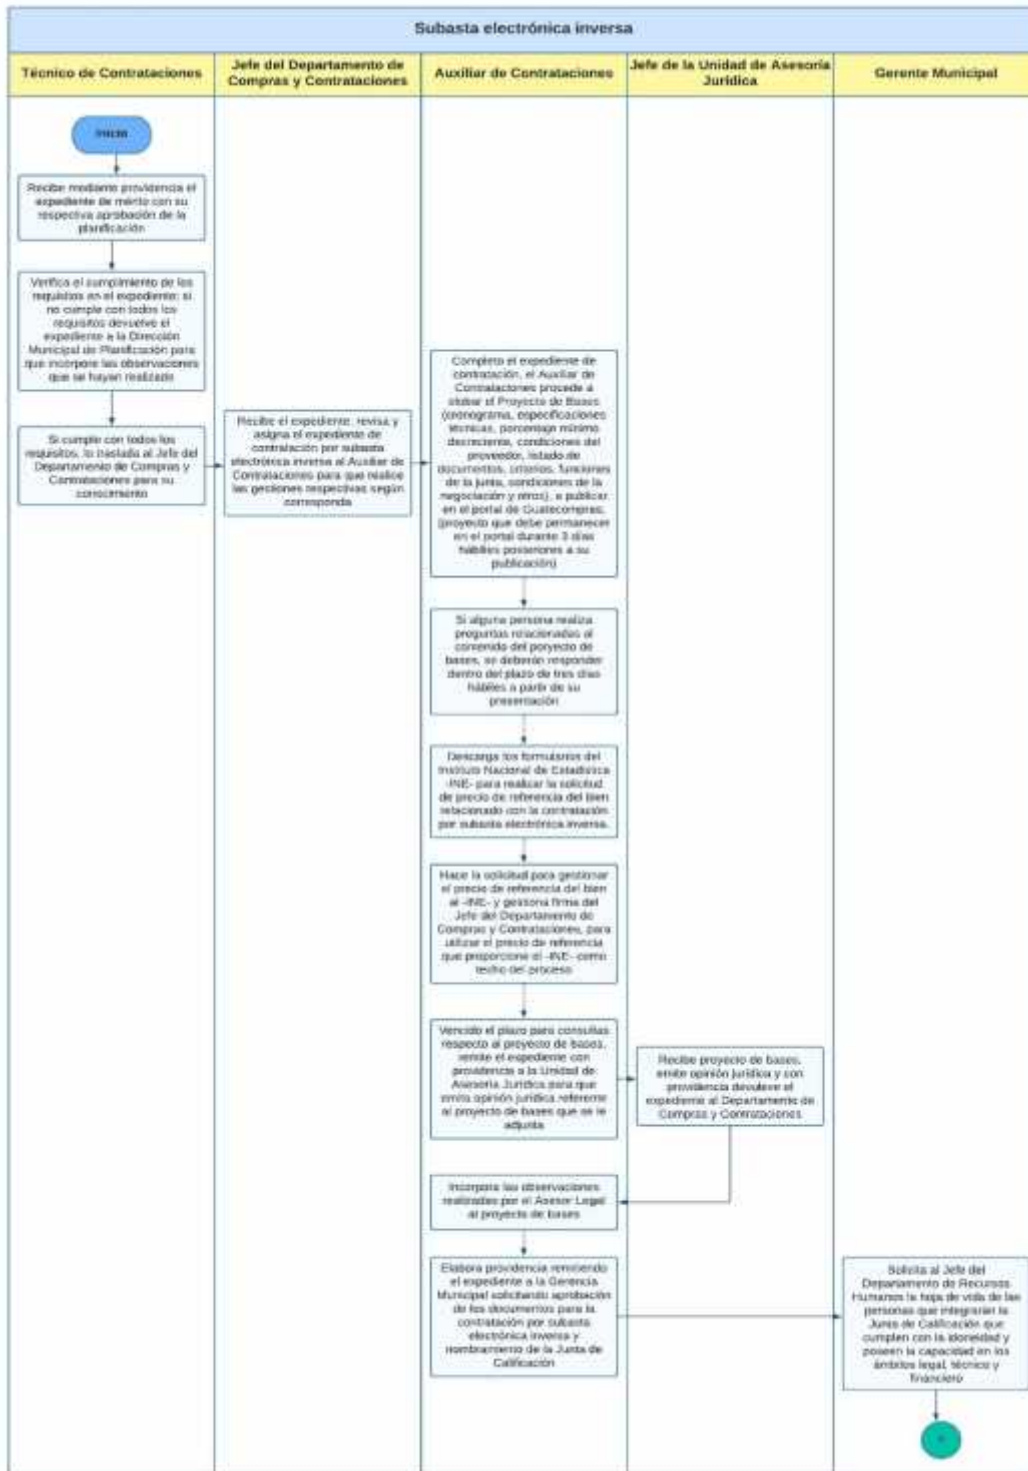 Subasta electrónica inversa
Técnico de Contrataciones
Jefe del Departamento de
Compras y Contrataciones
Auxiliar de Contrataciones
Jefe de la Unidad de Asesoría
Jurídica
Gerente Municipal
Inicio
Recibe mediante providencia el
expediente de mérito con su
respectiva aprobación de la
planificación
Verifica el cumplimiento de los
requisitos en el expediente; si
no cumple con todos los
requisitos devuelve el
expediente a la Dirección
Municipal de Planificación para
que incorpore las observaciones
que se hayan realizado
Si cumple con todos los
requisitos, lo traslada al Jefe del
Departamento de Compras y
Contrataciones para su
conocimiento
Recibe el expediente, revisa y
asigna el expediente de
contratación por subasta
electrónica inversa al Auxiliar de
Contrataciones para que realice
las gestiones respectivas según
corresponda
Completo el expediente de
contratación, el Auxiliar de
Contrataciones procede a
elobar el Proyecto de Bases
(cronograma, especificaciones
técnicas, porcentaje mínimo
decreciente, condiciones del
proveedor, listado de
documentos, criterios, funciones
de la junta, condiciones de la
negociación y otros), a publicar
en el portal de Guatecompras;
(proyecto que debe permanecer
en el portal durante 3 días
hábiles posteriores a su
publicación)
Si alguna persona realiza
preguntas relacionadas al
contenido del poryecto de
bases, se deberán responder
dentro del plazo de tres días
hábiles a partir de su
presentación
Descarga los formularios del
Instituto Nacional de Estadística
-INE- para realizar la solicitud
de precio de referencia del bien
relacionado con la contratación
por subasta electrónica inversa.
Hace la solicitud para gestionar
el precio de referencia del bien
al -INE- y gestiona firma del
Jefe del Departamento de
Compras y Contrataciones, para
utilizar el precio de referencia
que proporcione el -INE- como
techo del proceso
Vencido el plazo para consultas
respecto al proyecto de bases,
remite el expediente con
providencia a la Unidad de
Asesoría Jurídica para que
emita opinión jurídica referente
al proyecto de bases que se le
adjunta
Recibe proyecto de bases,
emite opinión jurídica y con
providencia devuleve el
expediente al Departamento de
Compras y Contrataciones
Incorpora las observaciones
realizadas por el Asesor Legal
al proyecto de bases
Elabora providencia remitiendo
el expediente a la Gerencia
Municipal solicitando aprobación
de los documentos para la
contratación por subasta
electrónica inversa y
nombramiento de la Junta de
Calificación
Solicita al Jefe del
Departamento de Recursos
Humanos la hoja de vida de las
personas que integrarán la
Junta de Calificación que
cumplen con la idoneidad y
poseen la capacidad en los
ámbitos legal, técnico y
financiero